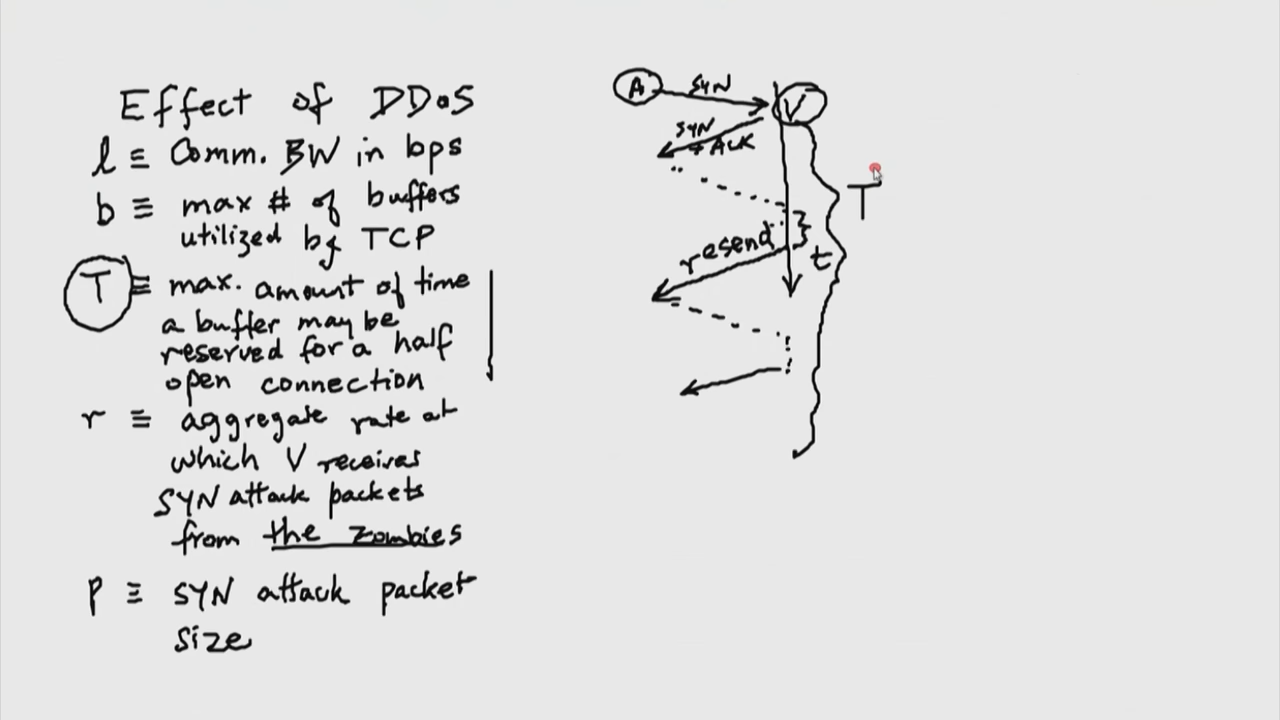 Effect of DDoS
l ≡ Comm. BW in bps
b ≡ max # of buffers
utilized by TCP
T ≡ max. amount of time
a buffer may be
reserved for a half
open connection
r ≡ aggregate rate at
which V receives
SYN attack packets
from the zombies
p ≡ SYN attack packet
size
A
SYN
V
SYN
+ ACK
T
resend
t